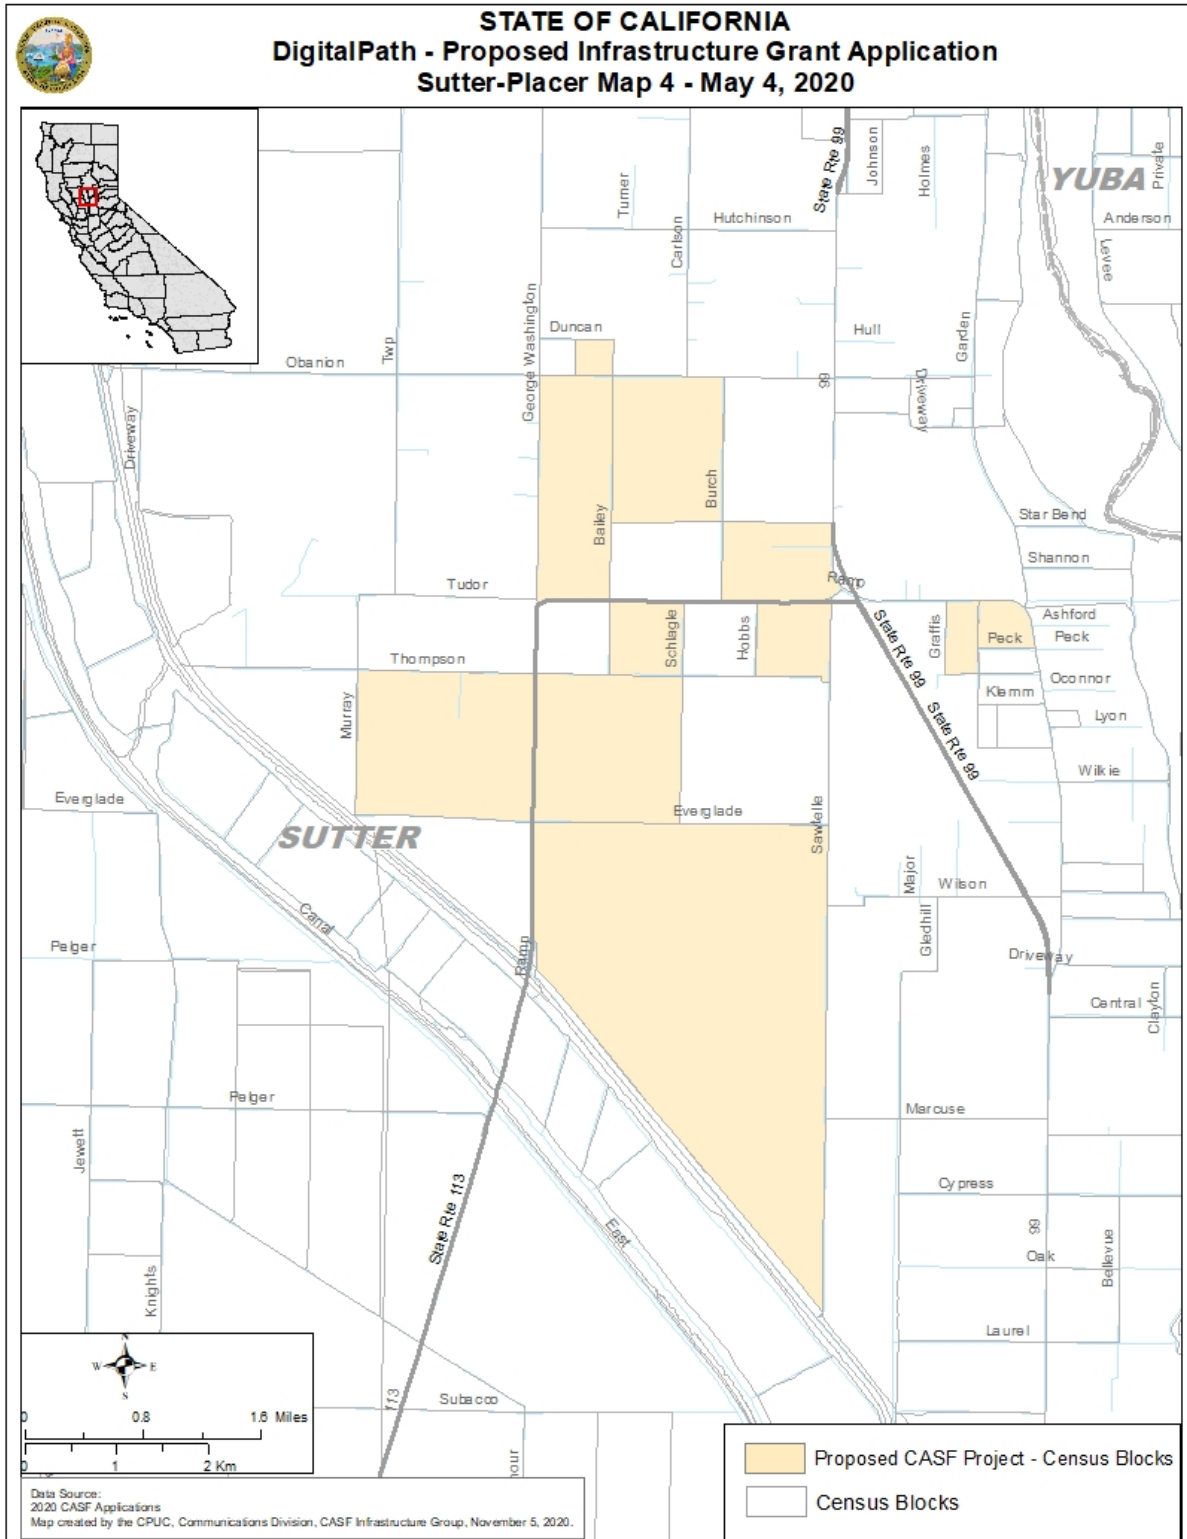 STATE OF CALIFORNIA
DigitalPath - Proposed Infrastructure Grant Application
Sutter-Placer Map 4 - May 4, 2020
State Rte 99
Johnson
Holmes
YUBA
Private
Turner
Carlson
Hutchinson
Anderson
Levee
George Washington
Duncan
Hull
Garden
Obanion
Twp
99
Driveway
Driveway
Burch
Bailey
Star Bend
Shannon
Tudor
Ramp
Ashford
Schlagle
Hobbs
Graffis
Peck
Peck
State Rte 99
Thompson
Oconnor
Klemm
Murray
Lyon
State Rte 99
Wilkie
Everglade
Everglade
Sawtelle
SUTTER
Major
Wilson
Canal
Gledhill
Pelger
Ramp
Driveway
Central
Clayton
Pelger
Marcuse
Jewett
Cypress
State Rte 113
East
99
Oak
Bellevue
Knights
Laurel
N
W E
S
113
Subaco
0 0.8 1.6 Miles
0 1 2 Km
Proposed CASF Project - Census Blocks
Census Blocks
Data Source:
2020 CASF Applications
Map created by the CPUC, Communications Division, CASF Infrastructure Group, November 5, 2020.